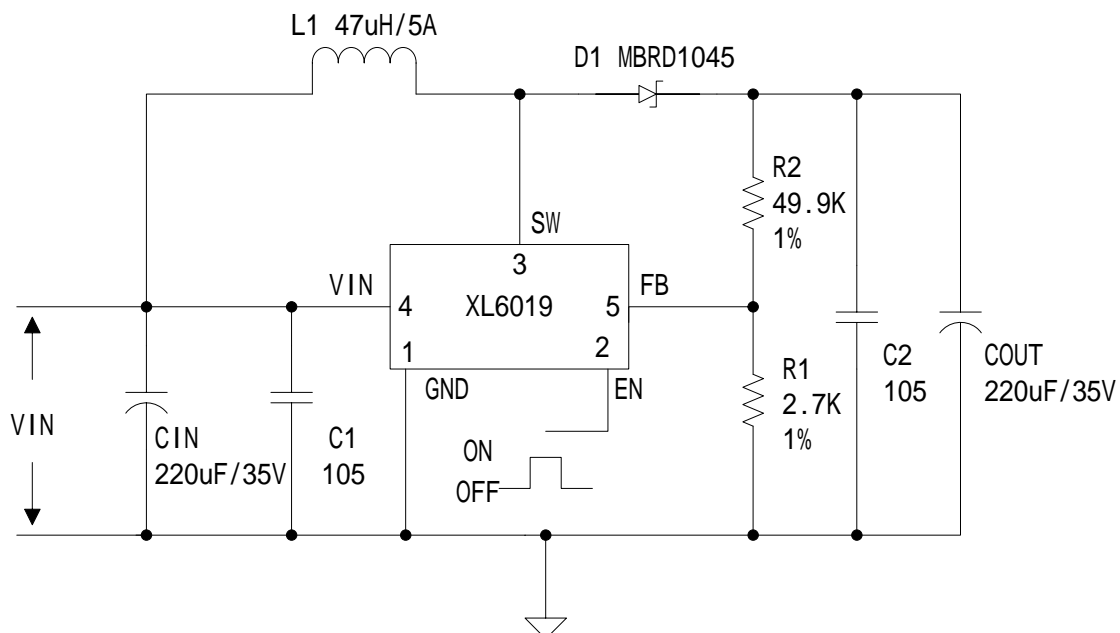 L1 47uH/5A
D1 MBRD1045
R2
49.9K
1%
SW
3
VIN
4
XL6019
5
FB
1
2
GND
EN
R1
2.7K
1%
C2
105
COUT
220uF/35V
VIN
CIN
220uF/35V
C1
105
ON
OFF